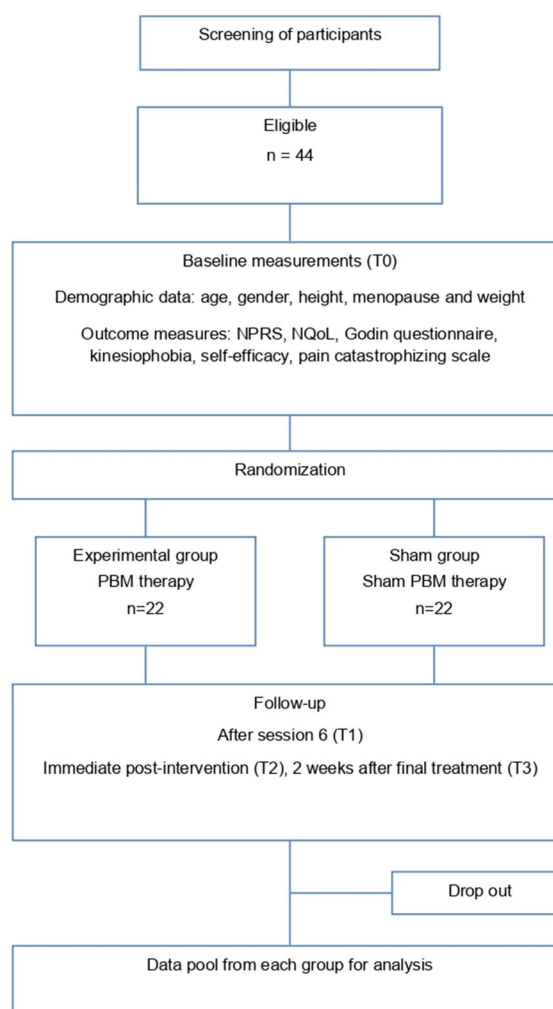 Screening of participants
Eligible
n = 44
Baseline measurements (T0)
Demographic data: age, gender, height, menopause and weight
Outcome measures: NPRS, NQoL, Godin questionnaire,
kinesiophobia, self-efficacy, pain catastrophizing scale
Randomization
Experimental group
PBM therapy
n=22
Sham group
Sham PBM therapy
n=22
Follow-up
After session 6 (T1)
Immediate post-intervention (T2), 2 weeks after final treatment (T3)
Drop out
Data pool from each group for analysis